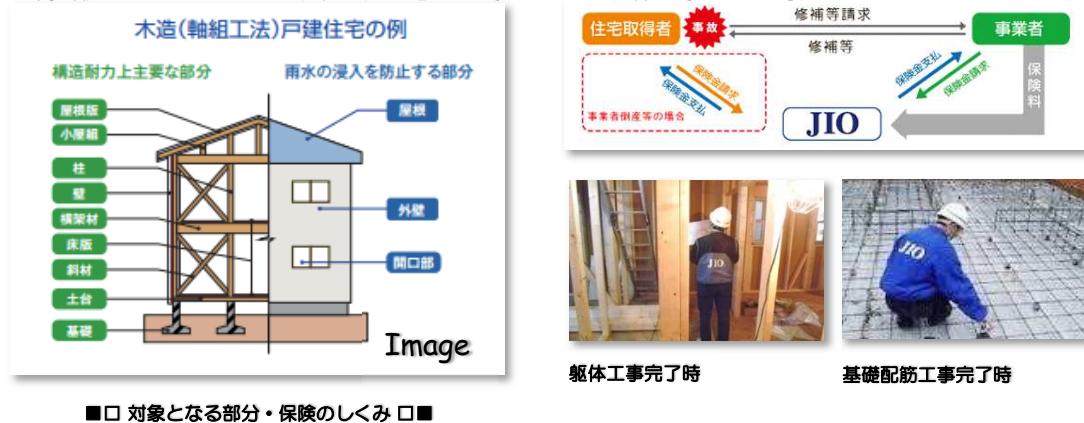 木造(軸組工法)戸建住宅の例
構造耐力上主要な部分
雨水の浸入を防止する部分
屋根版
小屋組
柱
壁
横架材
床版
斜材
土台
基礎
屋根
外壁
開口部
Image
■□ 対象となる部分・保険のしくみ □■
住宅取得者
事故
修補等請求
修補等
事業者
保険金請求
保険金支払
保険金支払
保険金請求
保険料
事業者倒産等の場合
JIO
JIO
JIO
躯体工事完了時
基礎配筋工事完了時